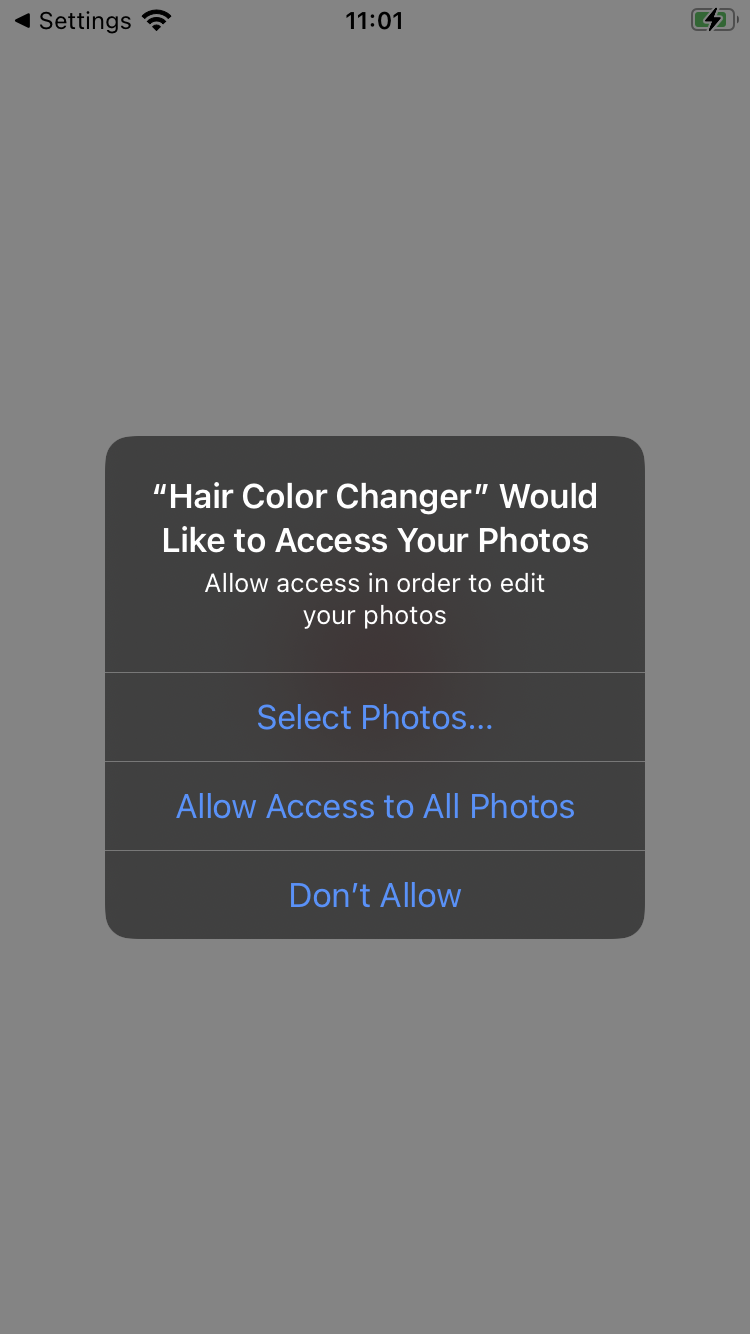 Settings
11:01
“Hair Color Changer” Would
Like to Access Your Photos
Allow access in order to edit
your photos
Select Photos...
Allow Access to All Photos
Don’t Allow